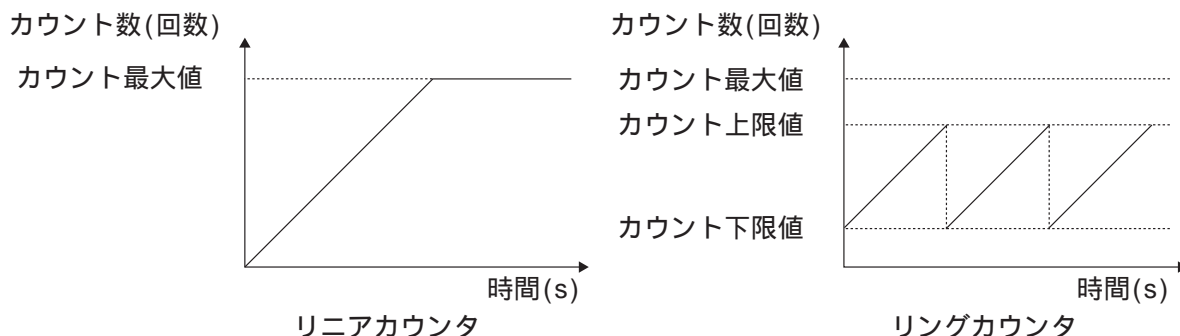 カウント数(回数)
カウント最大値
時間(s)
リニアカウンタ
カウント数(回数)
カウント最大値
カウント上限値
カウント下限値
時間(s)
リングカウンタ